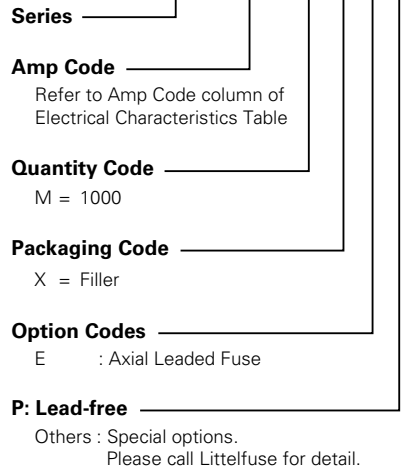 Series
Amp Code
Refer to Amp Code column of
Electrical Characteristics Table
Quantity Code
M = 1000
Packaging Code
X = Filler
Option Codes
E : Axial Leaded Fuse
P: Lead-free
Others : Special options.
Please call Littelfuse for detail.